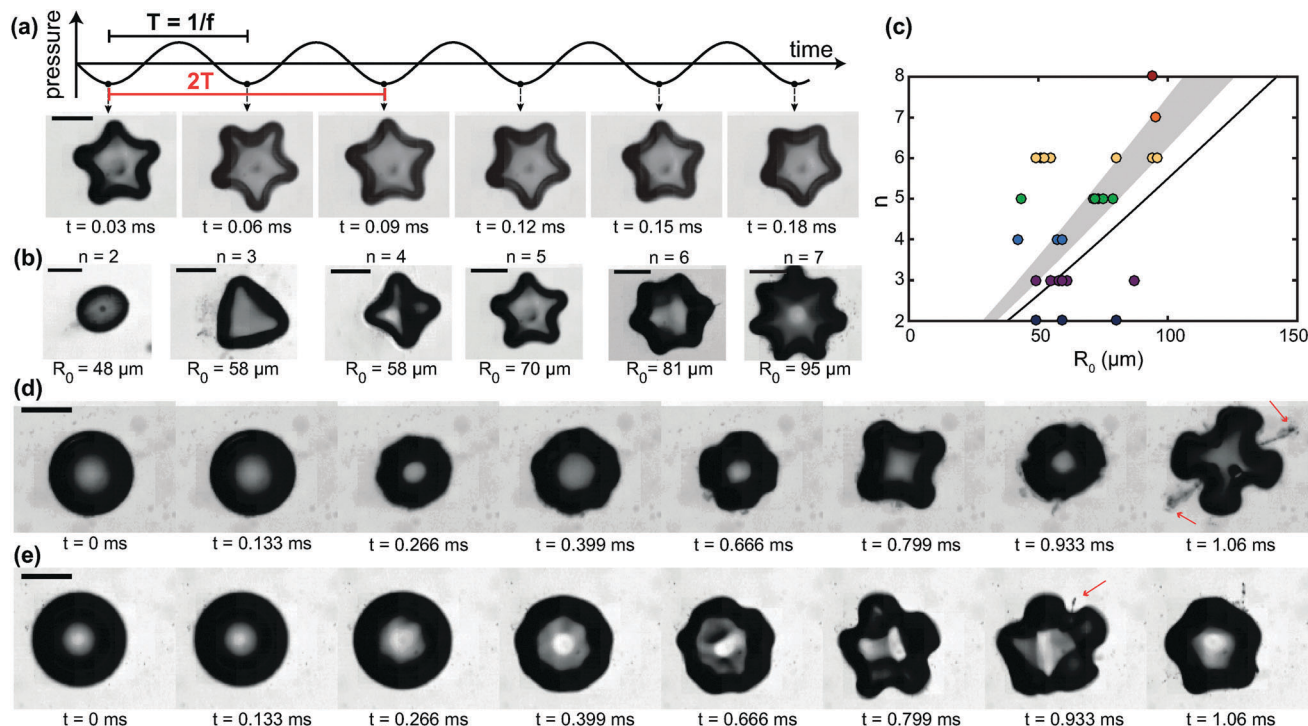 (a)
pressure
T = 1/f
time
2T
t = 0.03 ms t = 0.06 ms t = 0.09 ms t = 0.12 ms t = 0.15 ms t = 0.18 ms
(b)
n = 2 n = 3 n = 4 n = 5 n = 6 n = 7
R₀ = 48 μm R₀ = 58 μm R₀ = 58 μm R₀ = 70 μm R₀ = 81 μm R₀ = 95 μm
(c)
n
8
7
6
5
4
3
2
0 50 100 150
R₀ (μm)
(d)
t = 0 ms t = 0.133 ms t = 0.266 ms t = 0.399 ms t = 0.666 ms t = 0.799 ms t = 0.933 ms t = 1.06 ms
(e)
t = 0 ms t = 0.133 ms t = 0.266 ms t = 0.399 ms t = 0.666 ms t = 0.799 ms t = 0.933 ms t = 1.06 ms